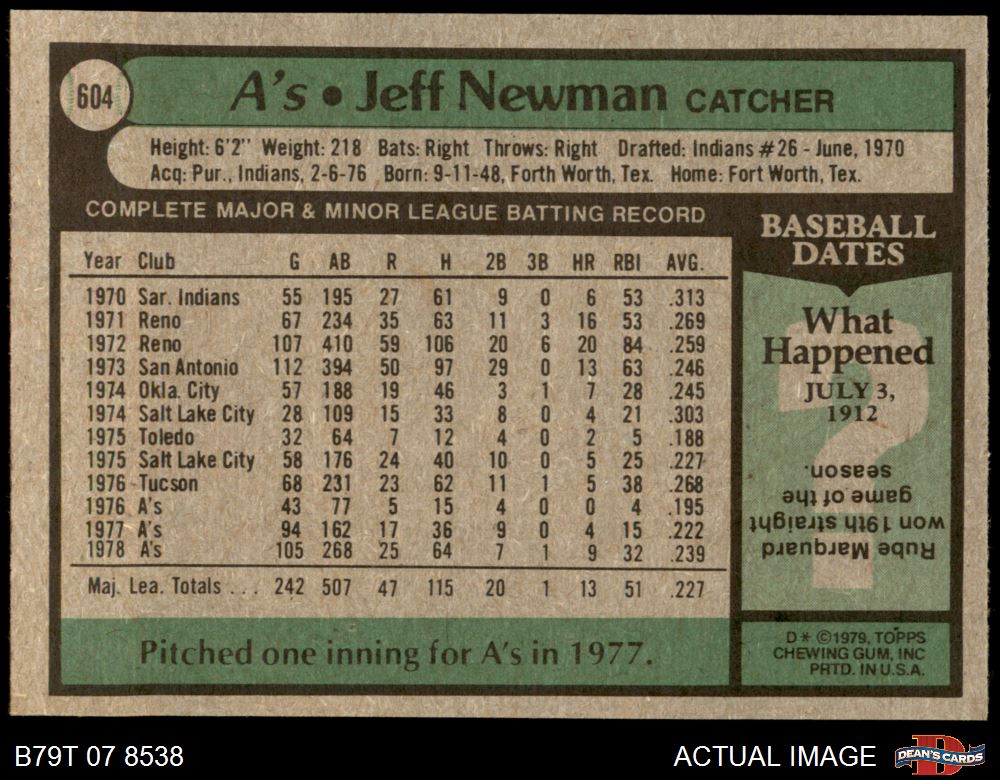 604
A's • Jeff Newman CATCHER
Height: 6'2" Weight: 218 Bats: Right Throws: Right Drafted: Indians #26 - June, 1970
Acq: Pur., Indians, 2-6-76 Born: 9-11-48, Forth Worth, Tex. Home: Fort Worth, Tex.
COMPLETE MAJOR & MINOR LEAGUE BATTING RECORD
Year Club G AB R H 2B 3B HR RBI AVG.
1970 Sar. Indians 55 195 27 61 9 0 6 53 .313
1971 Reno 67 234 35 63 11 3 16 53 .269
1972 Reno 107 410 59 106 20 6 20 84 .259
1973 San Antonio 112 394 50 97 29 0 13 63 .246
1974 Okla. City 57 188 19 46 3 1 7 28 .245
1974 Salt Lake City 28 109 15 33 8 0 4 21 .303
1975 Toledo 32 64 7 12 4 0 2 5 .188
1975 Salt Lake City 58 176 24 40 10 0 5 25 .227
1976 Tucson 68 231 23 62 11 1 5 38 .268
1976 A's 43 77 5 15 4 0 0 4 .195
1977 A's 94 162 17 36 9 0 4 15 .222
1978 A's 105 268 25 64 7 1 9 32 .239
Maj. Lea. Totals . . . 242 507 47 115 20 1 13 51 .227
Pitched one inning for A's in 1977.
BASEBALL
DATES
What
Happened
JULY 3,
1912
Rube Marquard
won 19th straight
game of the
season.
D* ©1979, TOPPS
CHEWING GUM, INC
PRTD. IN U.S.A.
B79T 07 8538
ACTUAL IMAGE
D
DEAN'S CARDS